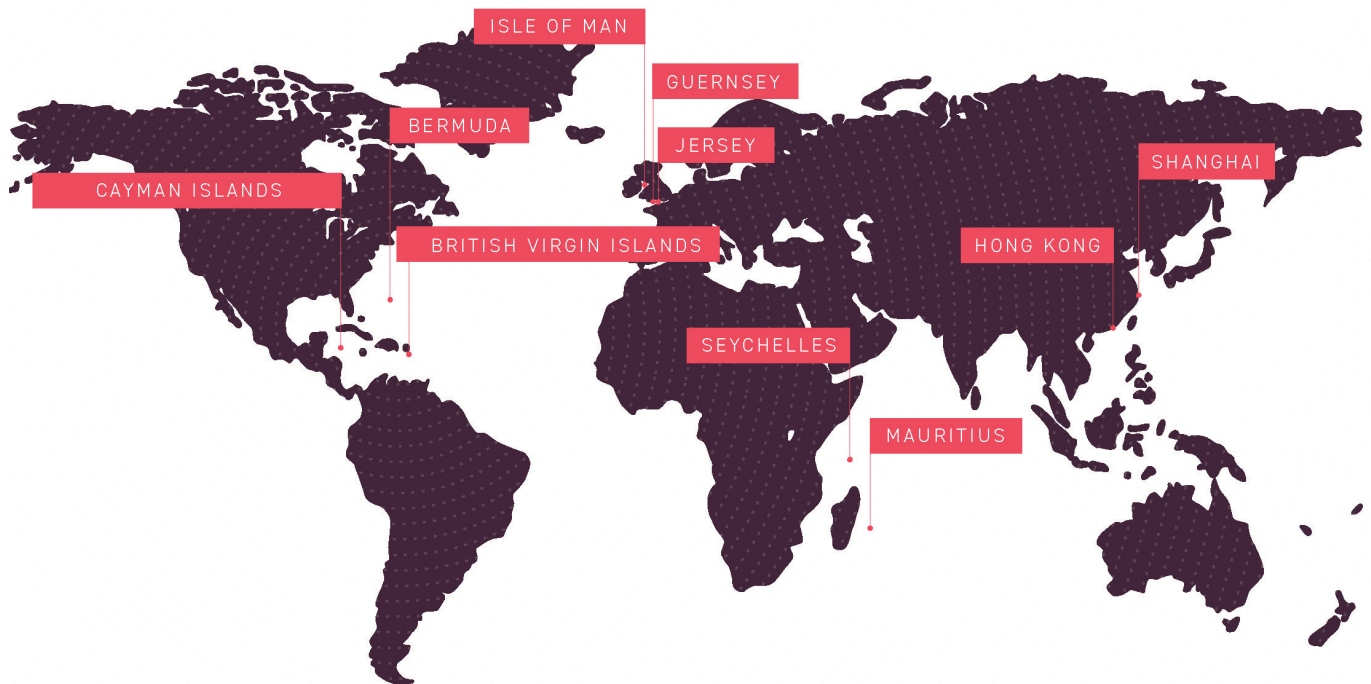 ISLE OF MAN
GUERNSEY
BERMUDA
JERSEY
SHANGHAI
CAYMAN ISLANDS
BRITISH VIRGIN ISLANDS
HONG KONG
SEYCHELLES
MAURITIUS